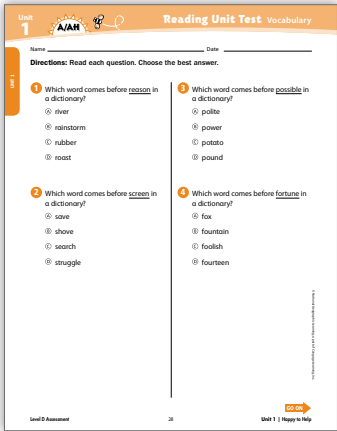 Unit
1
A/AH
Reading Unit Test Vocabulary
UNIT 1
Name Date
Directions: Read each question. Choose the best answer.
1 Which word comes before reason in
a dictionary?
Ⓐ river
Ⓑ rainstorm
Ⓒ rubber
Ⓓ roast
2 Which word comes before screen in
a dictionary?
Ⓐ save
Ⓑ shove
Ⓒ search
Ⓓ struggle
3 Which word comes before possible in
a dictionary?
Ⓐ polite
Ⓑ power
Ⓒ potato
Ⓓ pound
4 Which word comes before fortune in
a dictionary?
Ⓐ fox
Ⓑ fountain
Ⓒ foolish
Ⓓ fourteen
GO ON
Level D Assessment
28
Unit 1 | Happy to Help